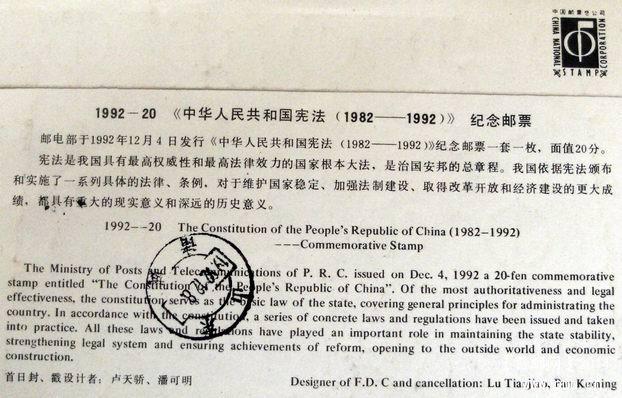 中国邮票总公司
CHINA NATIONAL
STAMP
CORPORATION
1992－20 《中华人民共和国宪法（1982——1992）》 纪念邮票
邮电部于1992年12月4日发行《中华人民共和国宪法（1982——1992）》纪念邮票一套一枚，面值20分。
宪法是我国具有最高权威性和最高法律效力的国家根本大法，是治国安邦的总章程。我国依据宪法颁布
和实施了一系列具体的法律、条例，对于维护国家稳定、加强法制建设、取得改革开放和经济建设的更大成
绩，都具有重大的现实意义和深远的历史意义。
1992--20 The Constitution of the People's Republic of China (1982-1992)
---Commemorative Stamp
The Ministry of Posts and Telecommunications of P. R. C. issued on Dec. 4, 1992 a 20-fen commemorative
stamp entitled "The Constitution of the People's Republic of China". Of the most authoritativeness and legal
effectiveness, the constitution serves as the basic law of the state, covering general principles for administrating the
country. In accordance with the constitution, a series of concrete laws and regulations have been issued and taken
into practice. All these laws and regulations have played an important role in maintaining the state stability,
strengthening legal system and ensuring achievements of reform, opening to the outside world and economic
construction.
首日封、戳设计者：卢天骄、潘可明
Designer of F.D. C and cancellation: Lu Tianjiao, Pan Keming